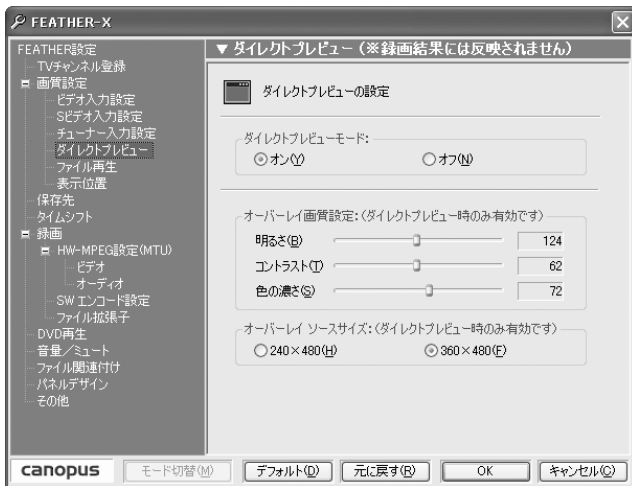 FEATHER-X
FEATHER設定
TVチャンネル登録
画質設定
ビデオ入力設定
Sビデオ入力設定
チューナー入力設定
ダイレクトプレビュー
ファイル再生
表示位置
保存先
タイムシフト
録画
HW-MPEG設定(MTU)
ビデオ
オーディオ
SW エンコード設定
ファイル拡張子
DVD再生
音量/ミュート
ファイル関連付け
パネルデザイン
その他
▼ ダイレクトプレビュー (※録画結果には反映されません)
ダイレクトプレビューの設定
ダイレクトプレビューモード:
オン(Y) オフ(N)
オーバーレイ画質設定:(ダイレクトプレビュー時のみ有効です)
明るさ(B) 124
コントラスト(T) 62
色の濃さ(S) 72
オーバーレイ ソースサイズ:(ダイレクトプレビュー時のみ有効です)
240×480(H) 360×480(F)
canopus モード切替(M) デフォルト(D) 元に戻す(R) OK キャンセル(C)